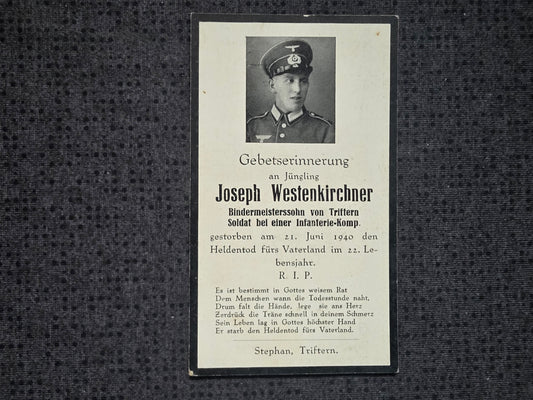 Gebetserinnerung
an Jüngling
Joseph Westenkirchner
Bindermeisterssohn von Triftern
Soldat bei einer Infanterie-Komp.
gestorben am 21. Juni 1940 den
Heldentod fürs Vaterland im 22. Le-
bensjahr.
R. I. P.
Es ist bestimmt in Gottes weisem Rat
Dem Menschen wann die Todesstunde naht,
Drum falt die Hände, lege sie ans Herz
Zerdrück die Träne schnell in deinem Schmerz
Sein Leben lag in Gottes höchster Hand
Er starb den Heldentod fürs Vaterland.
Stephan, Triftern.